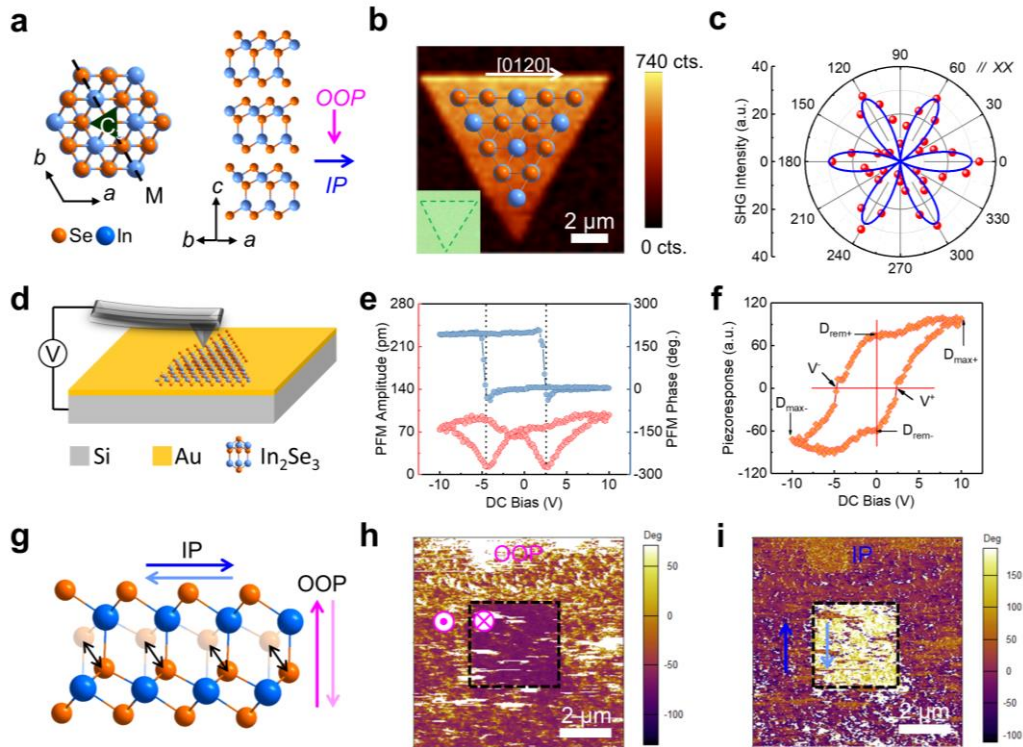 a
C
M
b
a
Se In
OOP
IP
c
b
a
b
[0120]
740 cts.
2 µm
0 cts.
c
SHG Intensity (a.u.)
40
20
0
20
40
90
60
30
0
330
300
270
240
210
180
150
120
// XX
d
V
Si
Au
In2Se3
e
PFM Amplitude (pm)
280
210
140
70
0
PFM Phase (deg.)
300
150
0
-150
-300
-10 -5 0 5 10
DC Bias (V)
f
Piezoresponse (a.u.)
120
60
0
-60
-120
Drem+
Dmax+
V-
V+
Dmax-
Drem-
-10 -5 0 5 10
DC Bias (V)
g
IP
OOP
h
OOP
2 µm
Deg
50
0
-50
-100
i
IP
2 µm
Deg
150
100
50
0
-50
-100